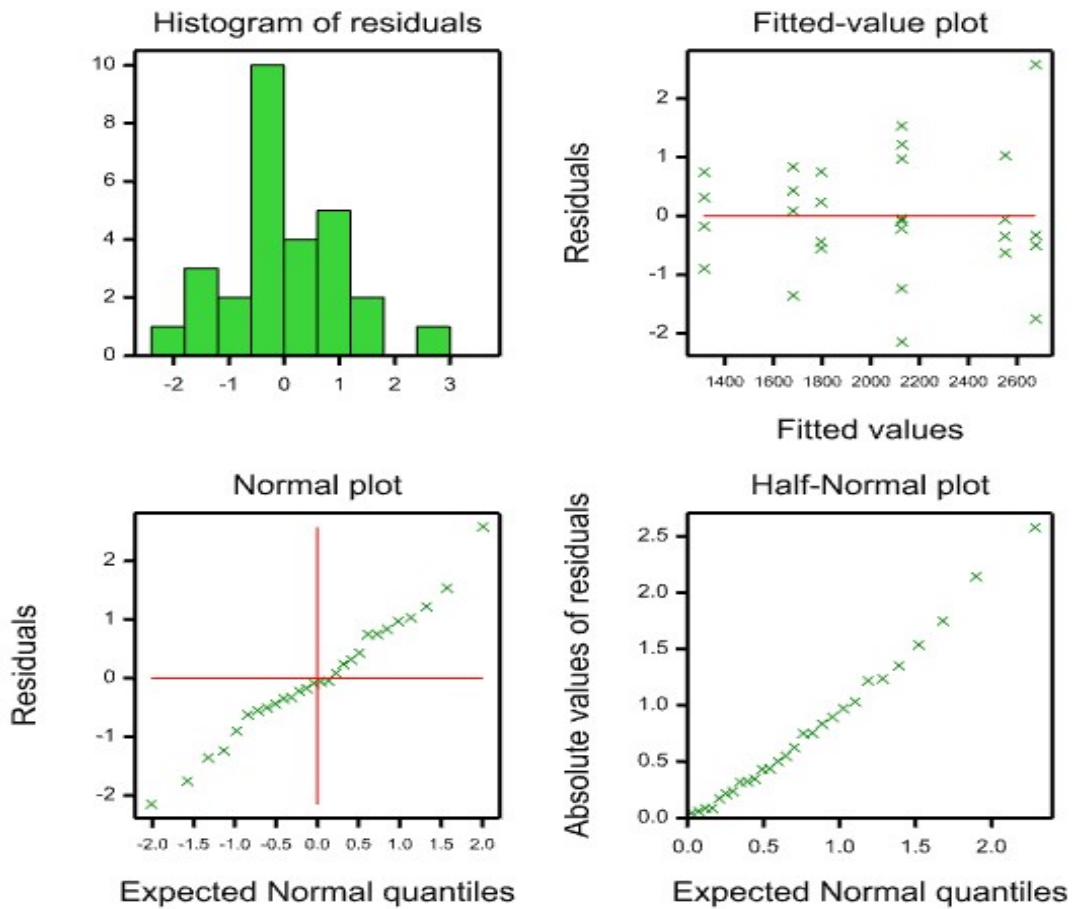 Histogram of residuals
10
8
6
4
2
0
-2 -1 0 1 2 3
Fitted-value plot
Residuals
2
1
0
-1
-2
1400 1600 1800 2000 2200 2400 2600
Fitted values
Normal plot
Residuals
2
1
0
-1
-2
-2.0 -1.5 -1.0 -0.5 0.0 0.5 1.0 1.5 2.0
Expected Normal quantiles
Half-Normal plot
Absolute values of residuals
2.5
2.0
1.5
1.0
0.5
0.0
0.0 0.5 1.0 1.5 2.0
Expected Normal quantiles